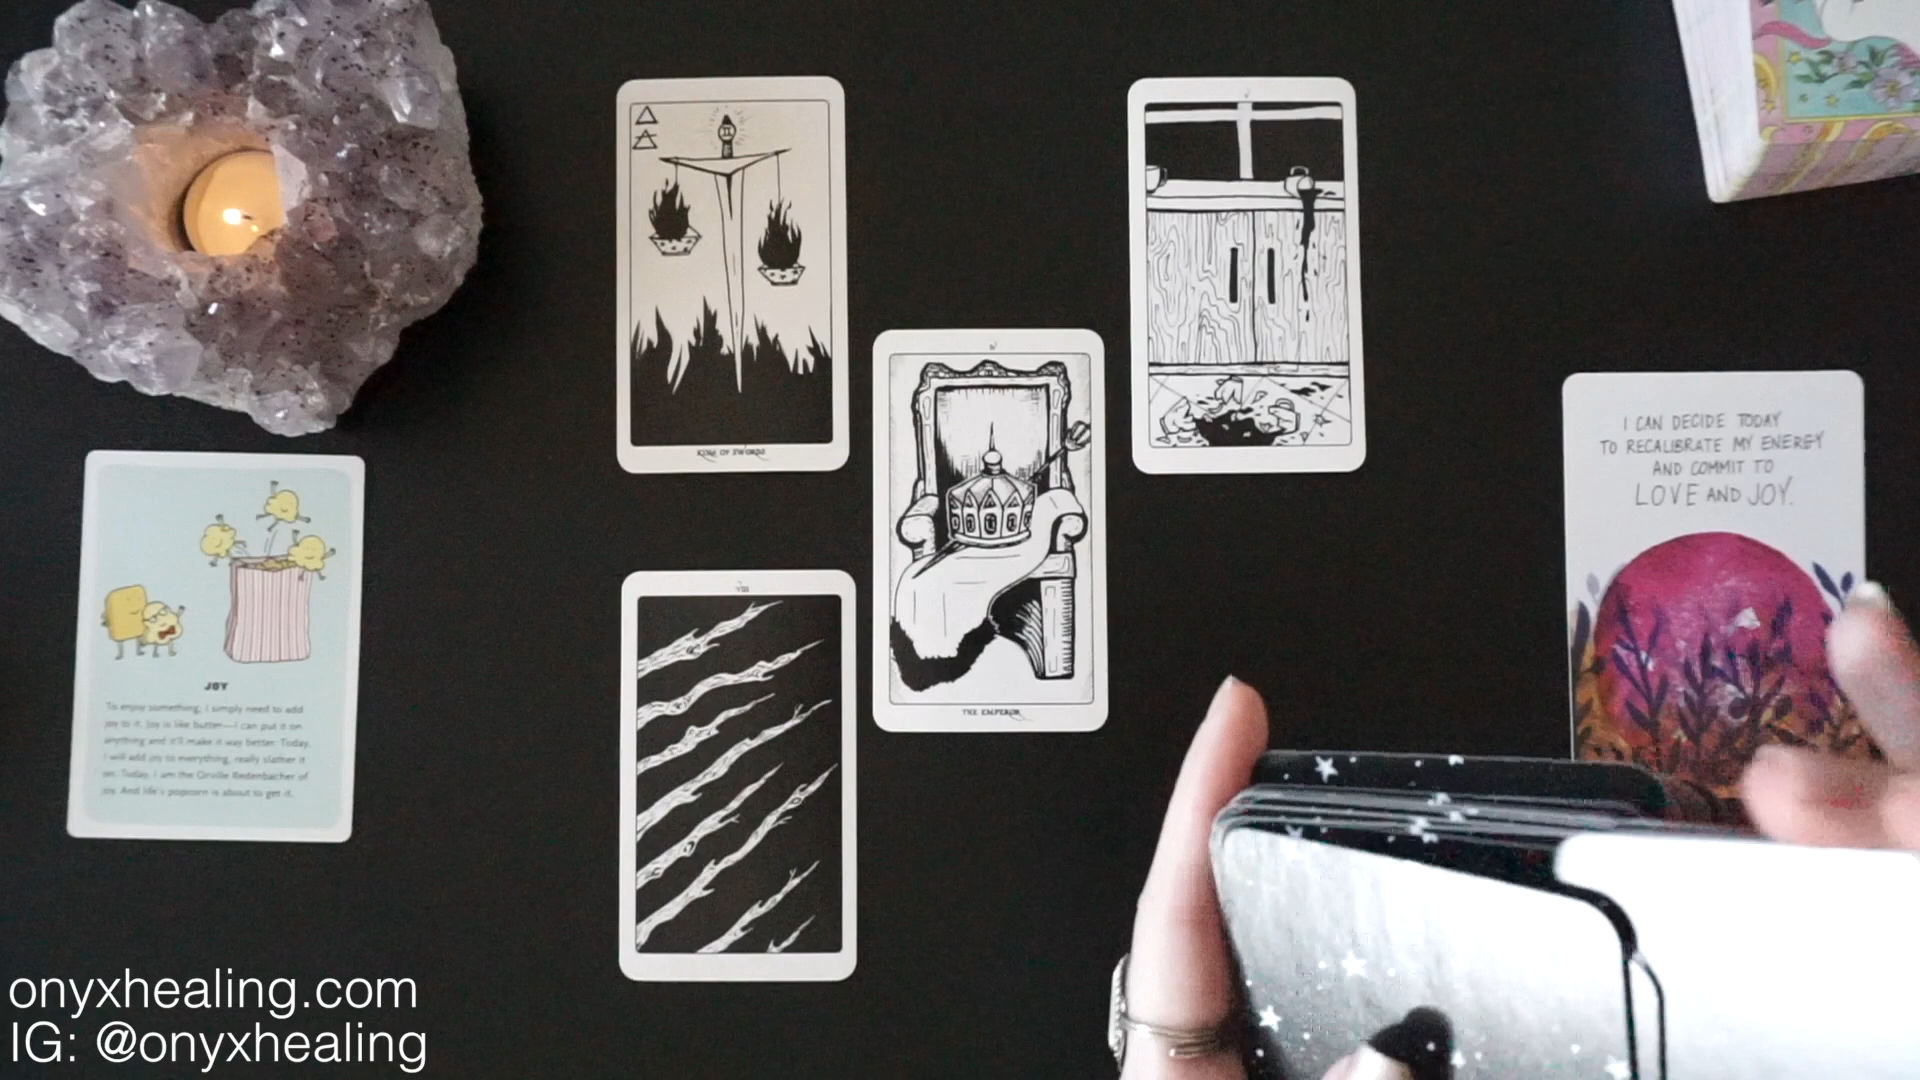 KING OF SWORDS
V
IV
THE EMPEROR
VIII
JOY
To enjoy something, I simply need to add
joy to it. Joy is like butter—I can put it on
anything and it'll make it way better. Today,
I will add joy to everything, really slather it
on. Today, I am the Orville Redenbacher of
joy. And life's popcorn is about to get it.
I CAN DECIDE TODAY
TO RECALIBRATE MY ENERGY
AND COMMIT TO
LOVE AND JOY.
onyxhealing.com
IG: @onyxhealing